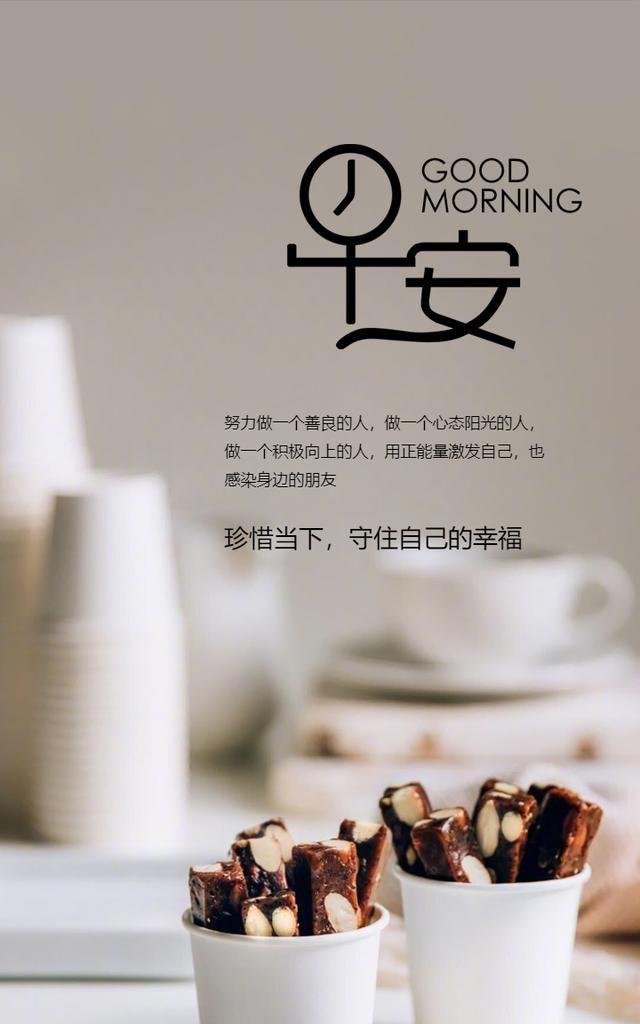 早安
GOOD
MORNING
努力做一个善良的人，做一个心态阳光的人，
做一个积极向上的人，用正能量激发自己，也
感染身边的朋友
珍惜当下，守住自己的幸福